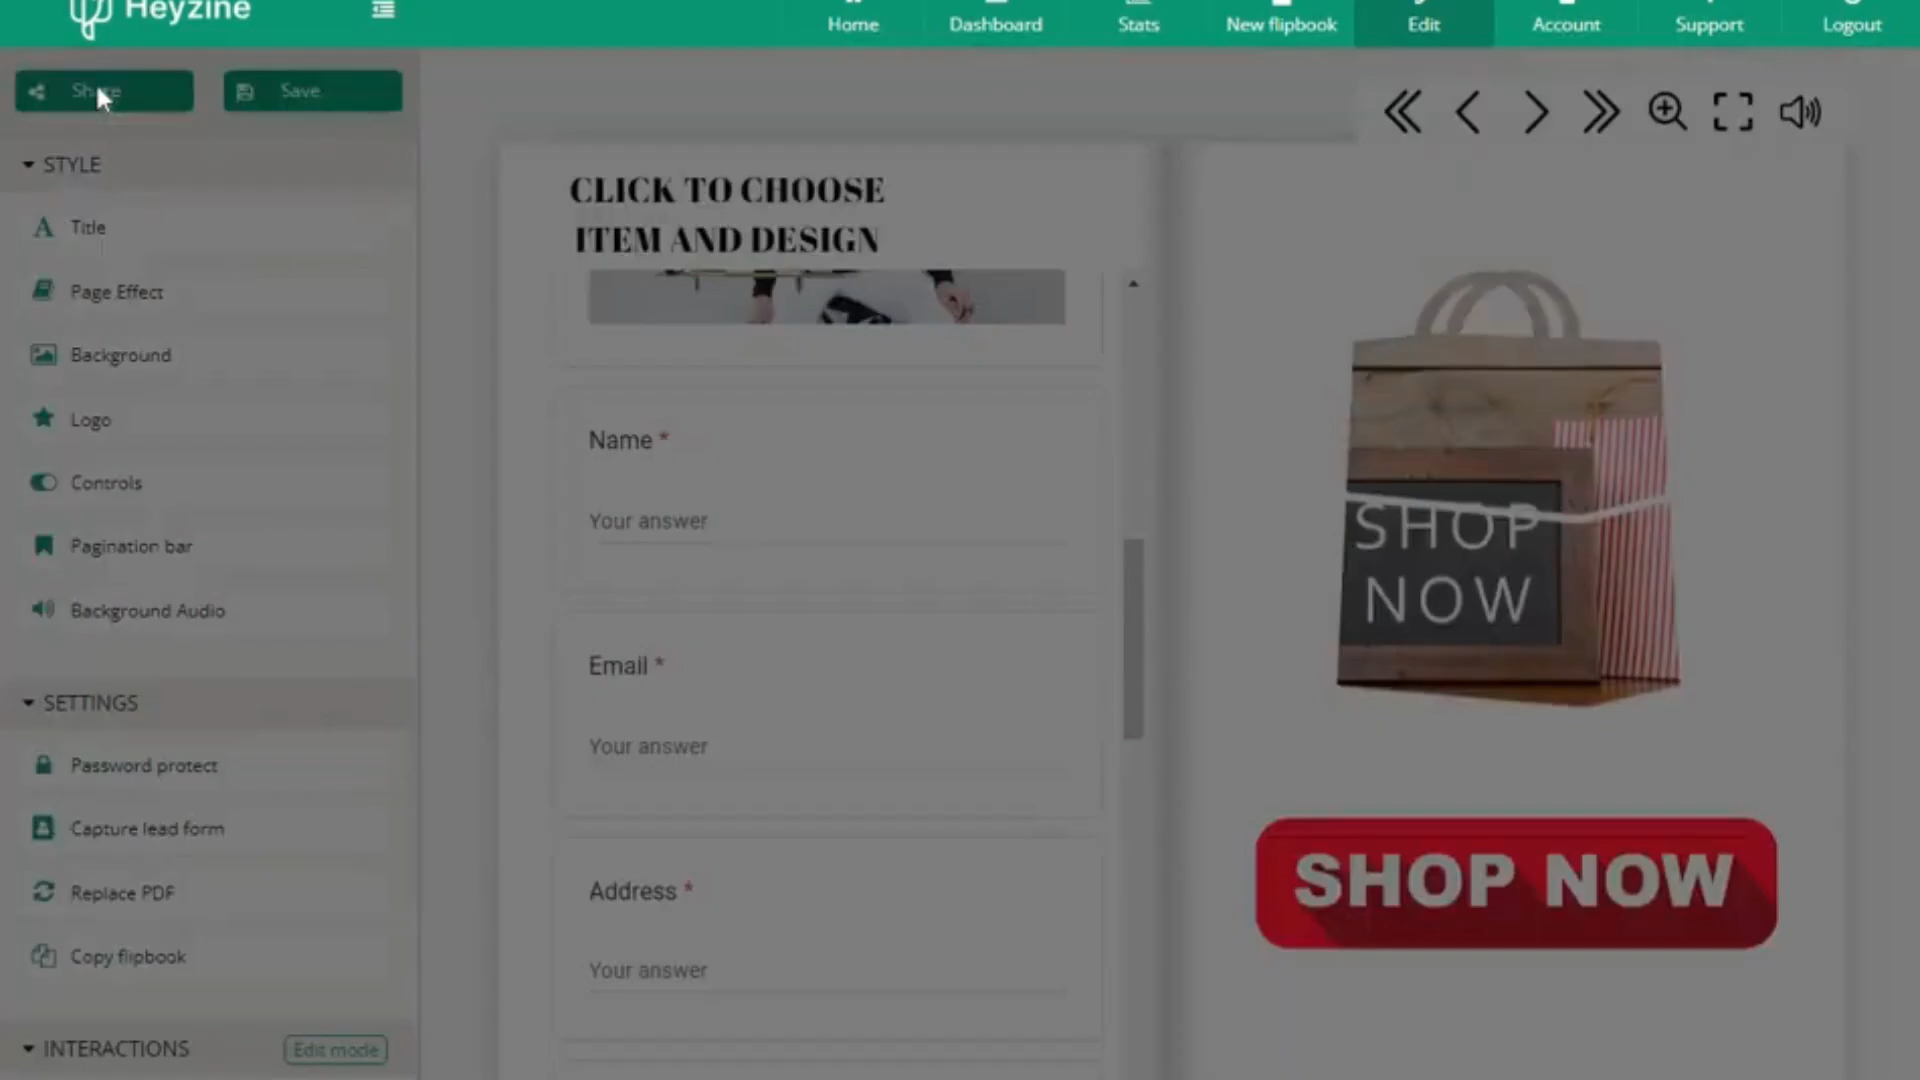 Heyzine
Home
Dashboard
Stats
New flipbook
Edit
Account
Support
Logout
Share
Save
STYLE
Title
Page Effect
Background
Logo
Controls
Pagination bar
Background Audio
SETTINGS
Password protect
Capture lead form
Replace PDF
Copy flipbook
INTERACTIONS
Edit mode
CLICK TO CHOOSE
ITEM AND DESIGN
Name *
Your answer
Email *
Your answer
Address *
Your answer
SHOP
NOW
SHOP NOW